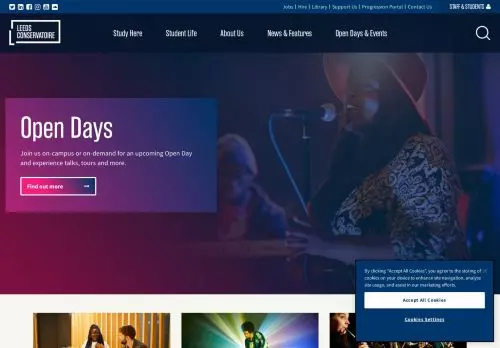 Jobs | Hire | Library | Support Us | Progression Portal | Contact Us
STAFF & STUDENTS
LEEDS
CONSERVATOIRE
Study Here
Student Life
About Us
News & Features
Open Days & Events
Open Days
Join us on-campus or on-demand for an upcoming Open Day
and experience talks, tours and more.
Find out more
By clicking "Accept All Cookies", you agree to the storing of
cookies on your device to enhance site navigation, analyze
site usage, and assist in our marketing efforts.
Accept All Cookies
Cookies Settings